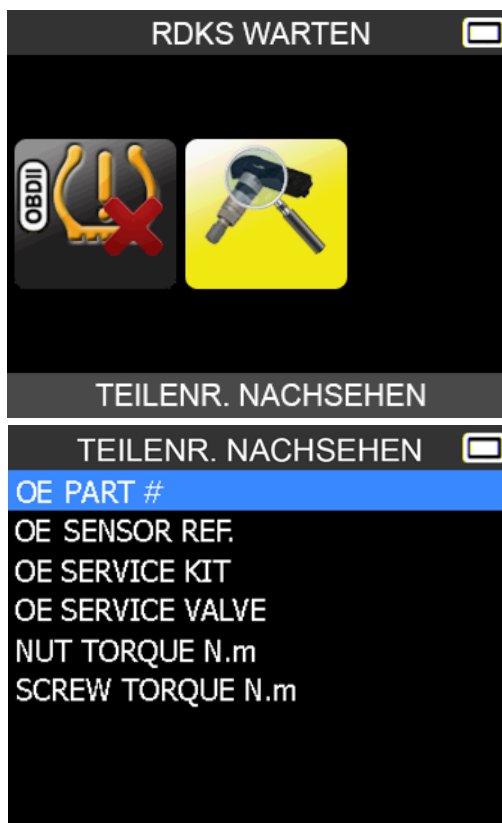 RDKS WARTEN
OBDII
TEILENR. NACHSEHEN
TEILENR. NACHSEHEN
OE PART #
OE SENSOR REF.
OE SERVICE KIT
OE SERVICE VALVE
NUT TORQUE N.m
SCREW TORQUE N.m